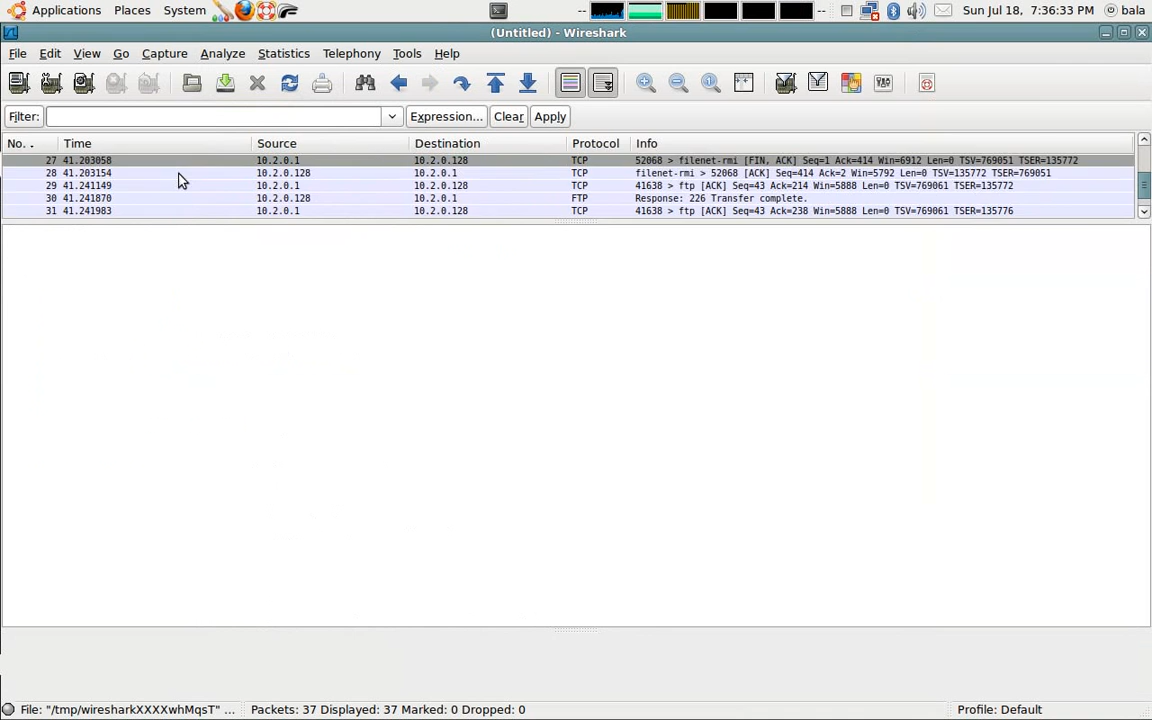 Applications Places System -- -- Sun Jul 18, 7:36:33 PM bala
(Untitled) - Wireshark
File Edit View Go Capture Analyze Statistics Telephony Tools Help
Filter: Expression... Clear Apply
No. . Time Source Destination Protocol Info
27 41.203058 10.2.0.1 10.2.0.128 TCP 52068 > filenet-rmi [FIN, ACK] Seq=1 Ack=414 Win=6912 Len=0 TSV=769051 TSER=135772
28 41.203154 10.2.0.128 10.2.0.1 TCP filenet-rmi > 52068 [ACK] Seq=414 Ack=2 Win=5792 Len=0 TSV=135772 TSER=769051
29 41.241149 10.2.0.1 10.2.0.128 TCP 41638 > ftp [ACK] Seq=43 Ack=214 Win=5888 Len=0 TSV=769061 TSER=135772
30 41.241870 10.2.0.128 10.2.0.1 FTP Response: 226 Transfer complete.
31 41.241983 10.2.0.1 10.2.0.128 TCP 41638 > ftp [ACK] Seq=43 Ack=238 Win=5888 Len=0 TSV=769061 TSER=135776
File: "/tmp/wiresharkXXXXwhMqsT" ... Packets: 37 Displayed: 37 Marked: 0 Dropped: 0 Profile: Default